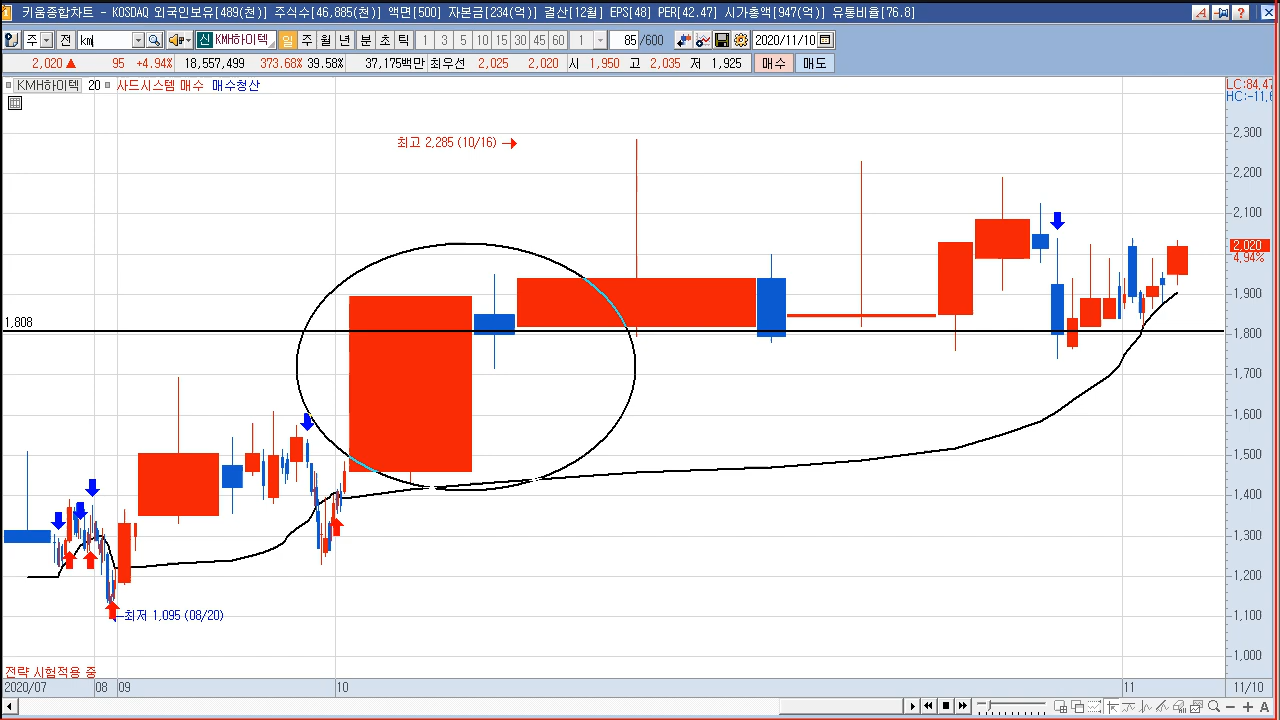 키움종합차트 - KOSDAQ 외국인보유[489(천)] 주식수[46,885(천)] 액면[500] 자본금[234(억)] 결산[12월] EPS[48] PER[42.2] 시가총액[947(억)] 유통비율[76.8]
주 전 kmj 신 KMH하이텍 일 주 월 년 분 초 틱 1 3 5 10 15 30 45 60 1 85 /600 2020/11/10
2,020 ▲ 95 +4.94% 18,557,499 373.68% 39.58% 37,175백만 최우선 2,025 2,020 시 1,950 고 2,035 저 1,925 매수 매도
KMH하이텍 20 사드시스템 매수 매수청산
LC:84,47
HC:-11,6
최고 2,285 (10/16)
2,300
2,200
2,100
2,020
4,94%
1,900
1,808
1,800
1,700
1,600
1,500
1,400
1,300
1,200
최저 1,095 (08/20)
1,100
1,000
전략 시험적용 중
2020/07 08 09 10 11 11/10